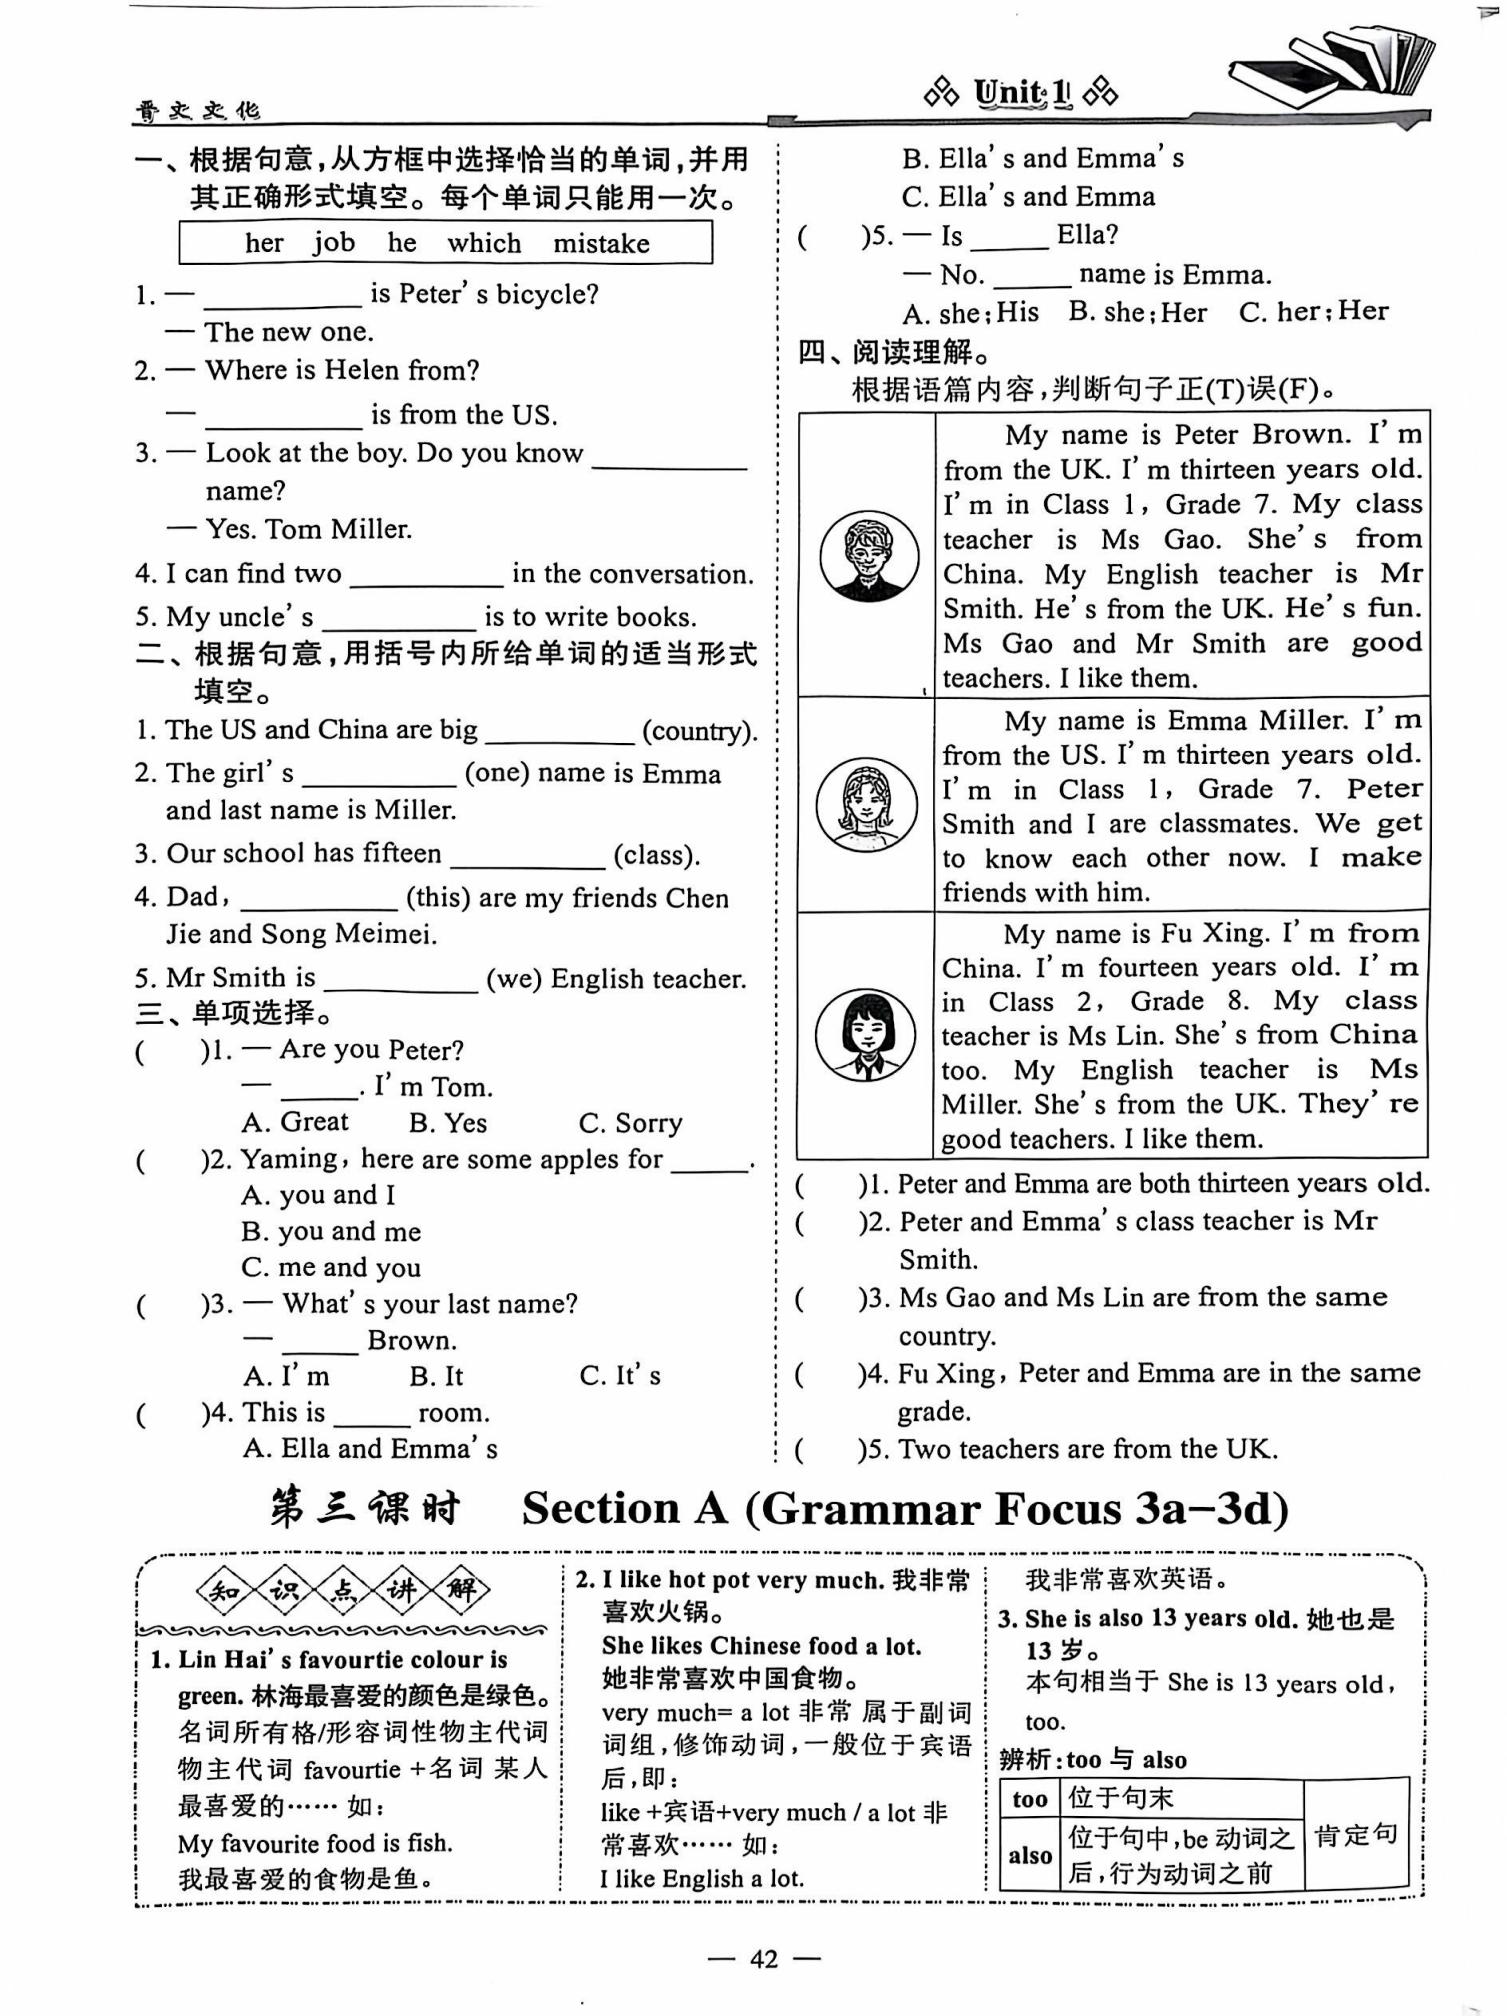 晋文文化
Unit 1
一、根据句意,从方框中选择恰当的单词,并用
其正确形式填空。每个单词只能用一次。
her job he which mistake
1. — ________ is Peter's bicycle?
— The new one.
2. — Where is Helen from?
— ________ is from the US.
3. — Look at the boy. Do you know ________
name?
— Yes. Tom Miller.
4. I can find two ________ in the conversation.
5. My uncle's ________ is to write books.
二、根据句意,用括号内所给单词的适当形式
填空。
1. The US and China are big ________ (country).
2. The girl's ________ (one) name is Emma
and last name is Miller.
3. Our school has fifteen ________ (class).
4. Dad, ________ (this) are my friends Chen
Jie and Song Meimei.
5. Mr Smith is ________ (we) English teacher.
三、单项选择。
( )1. — Are you Peter?
— ____. I'm Tom.
A. Great B. Yes C. Sorry
( )2. Yaming, here are some apples for ____.
A. you and I
B. you and me
C. me and you
( )3. — What's your last name?
— ____ Brown.
A. I'm B. It C. It's
( )4. This is ____ room.
A. Ella and Emma's
B. Ella's and Emma's
C. Ella's and Emma
( )5. — Is ____ Ella?
— No. ____ name is Emma.
A. she;His B. she;Her C. her;Her
四、阅读理解。
根据语篇内容,判断句子正(T)误(F)。
My name is Peter Brown. I'm
from the UK. I'm thirteen years old.
I'm in Class 1, Grade 7. My class
teacher is Ms Gao. She's from
China. My English teacher is Mr
Smith. He's from the UK. He's fun.
Ms Gao and Mr Smith are good
teachers. I like them.
My name is Emma Miller. I'm
from the US. I'm thirteen years old.
I'm in Class 1, Grade 7. Peter
Smith and I are classmates. We get
to know each other now. I make
friends with him.
My name is Fu Xing. I'm from
China. I'm fourteen years old. I'm
in Class 2, Grade 8. My class
teacher is Ms Lin. She's from China
too. My English teacher is Ms
Miller. She's from the UK. They're
good teachers. I like them.
( )1. Peter and Emma are both thirteen years old.
( )2. Peter and Emma's class teacher is Mr
Smith.
( )3. Ms Gao and Ms Lin are from the same
country.
( )4. Fu Xing, Peter and Emma are in the same
grade.
( )5. Two teachers are from the UK.
第三课时 Section A (Grammar Focus 3a-3d)
知识点讲解
1. Lin Hai's favourtie colour is
green. 林海最喜爱的颜色是绿色。
名词所有格/形容词性物主代词
物主代词 favourtie +名词 某人
最喜爱的…… 如:
My favourite food is fish.
我最喜爱的食物是鱼。
2. I like hot pot very much. 我非常
喜欢火锅。
She likes Chinese food a lot.
她非常喜欢中国食物。
very much= a lot 非常 属于副词
词组,修饰动词,一般位于宾语
后,即:
like +宾语+very much / a lot 非
常喜欢…… 如:
I like English a lot.
我非常喜欢英语。
3. She is also 13 years old. 她也是
13 岁。
本句相当于 She is 13 years old,
too.
辨析:too 与 also
too 位于句末
also 位于句中,be 动词之
后,行为动词之前
肯定句
— 42 —